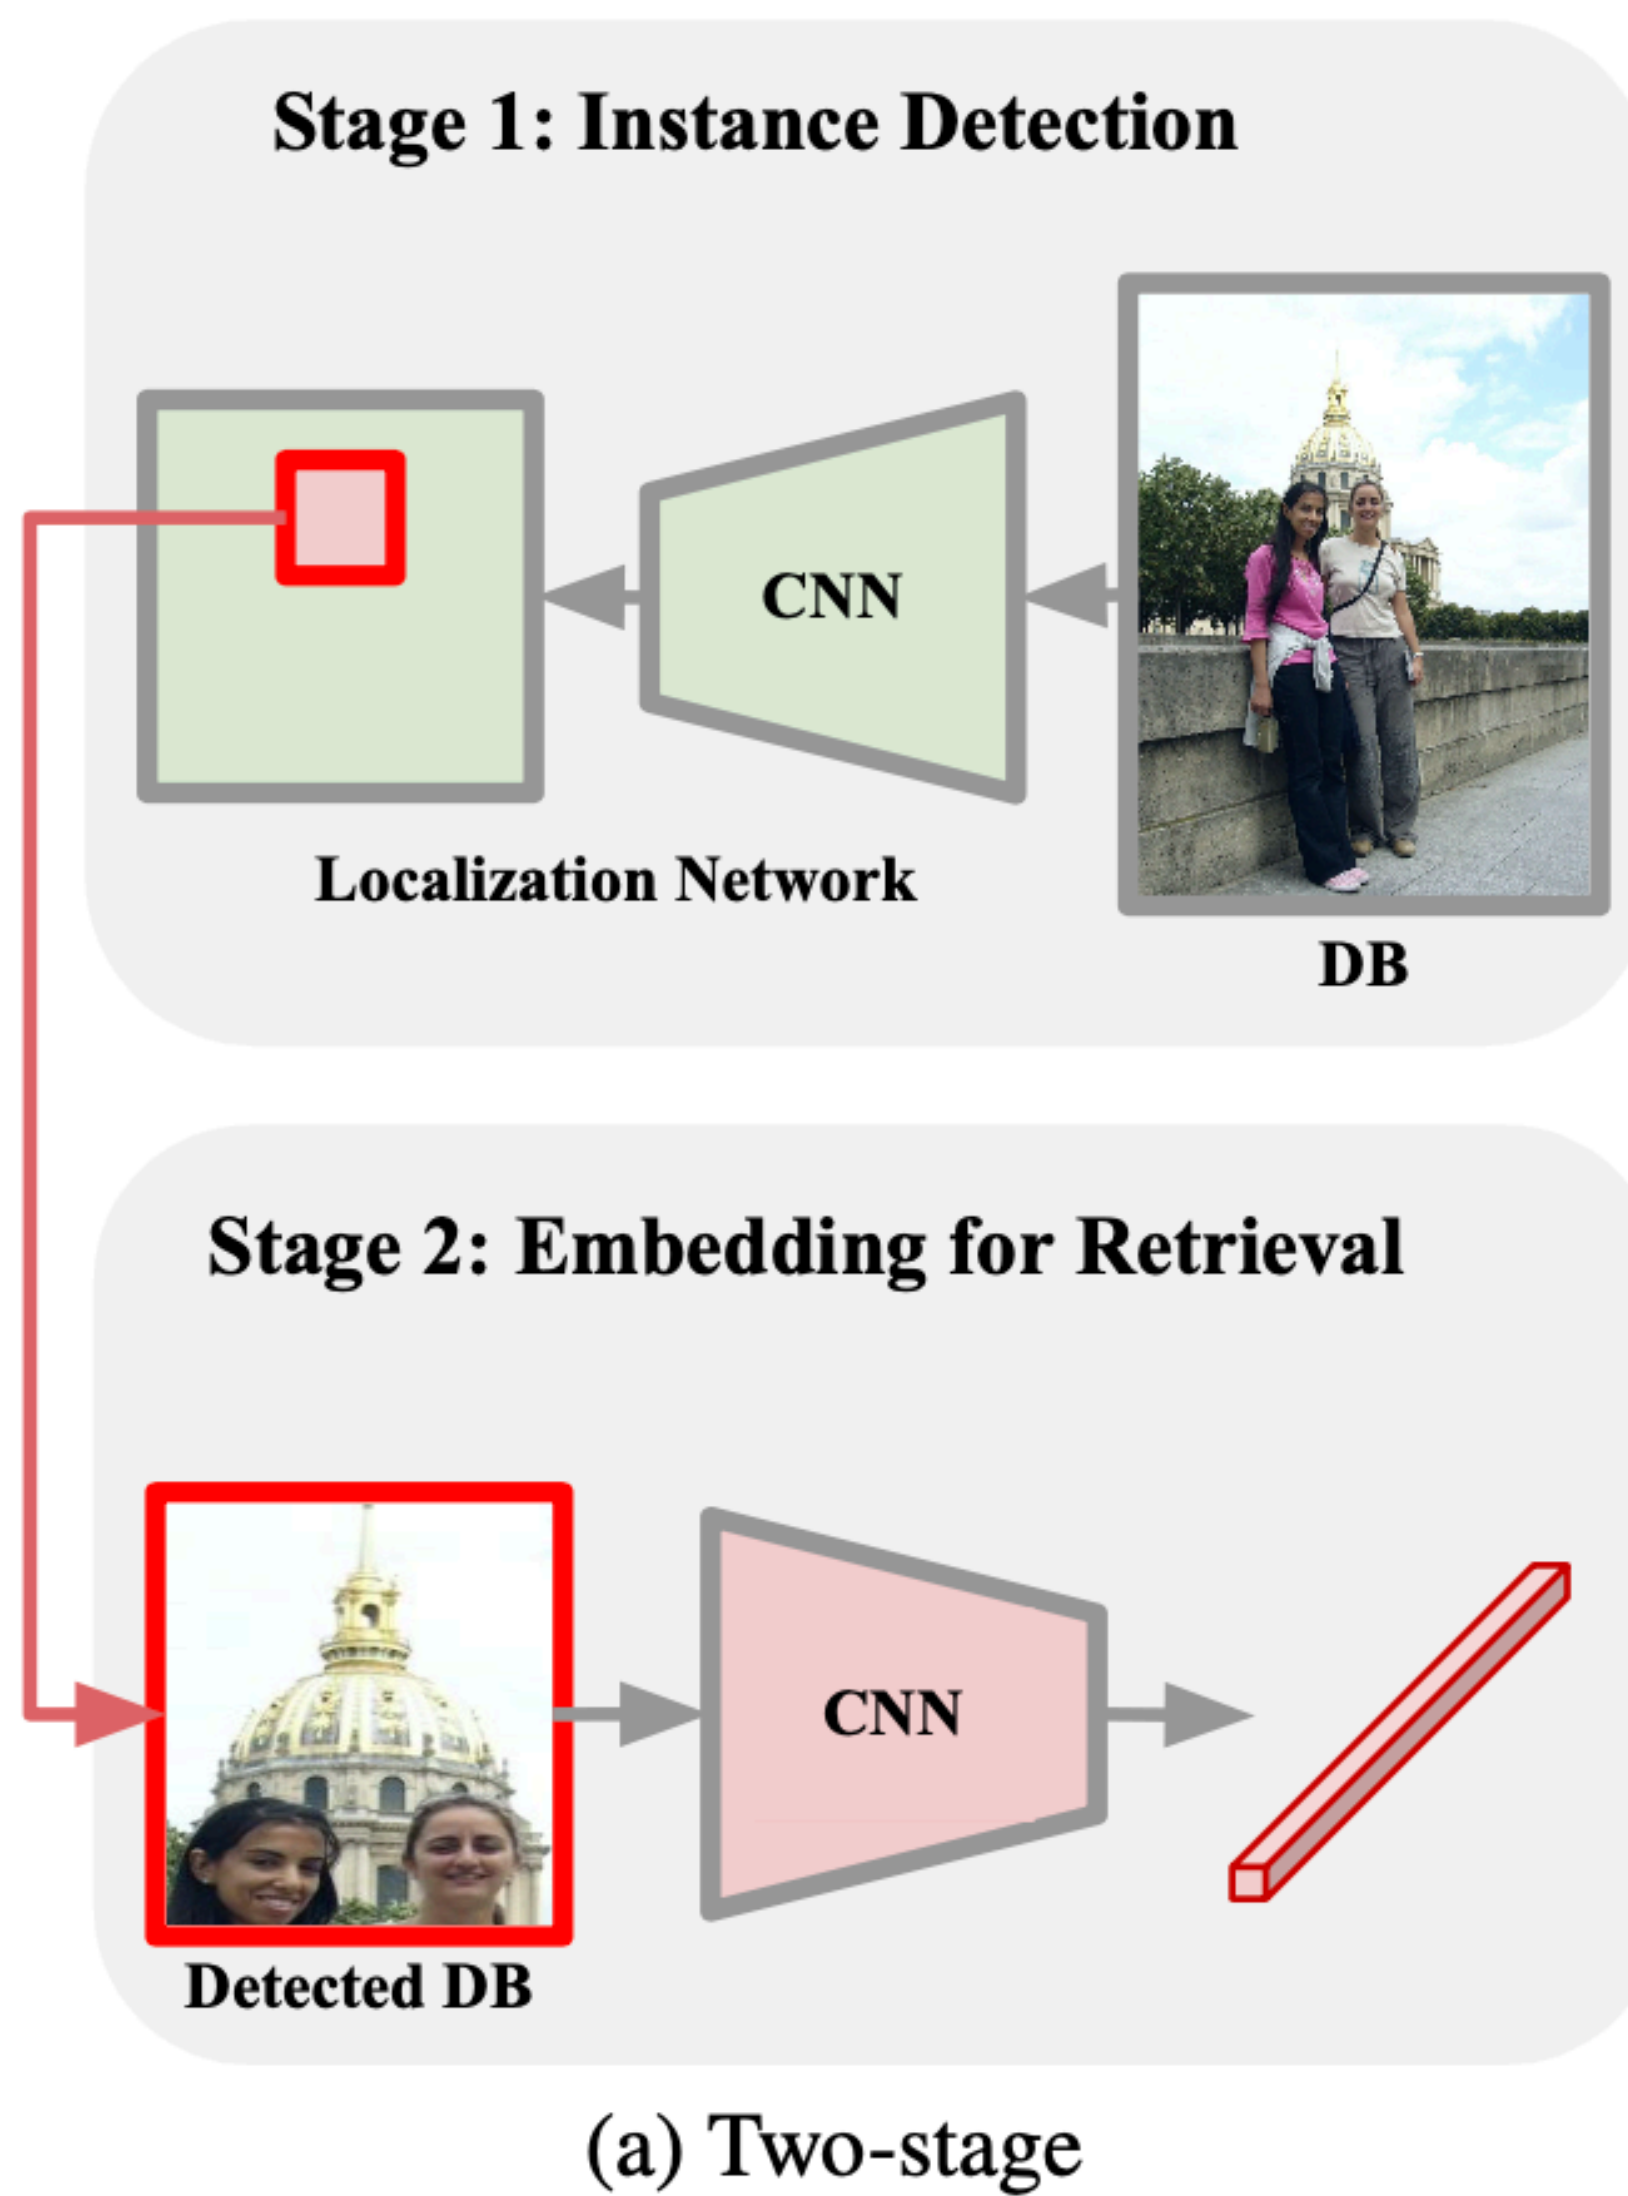 Stage 1: Instance Detection
CNN
Localization Network
DB
Stage 2: Embedding for Retrieval
CNN
Detected DB
(a) Two-stage